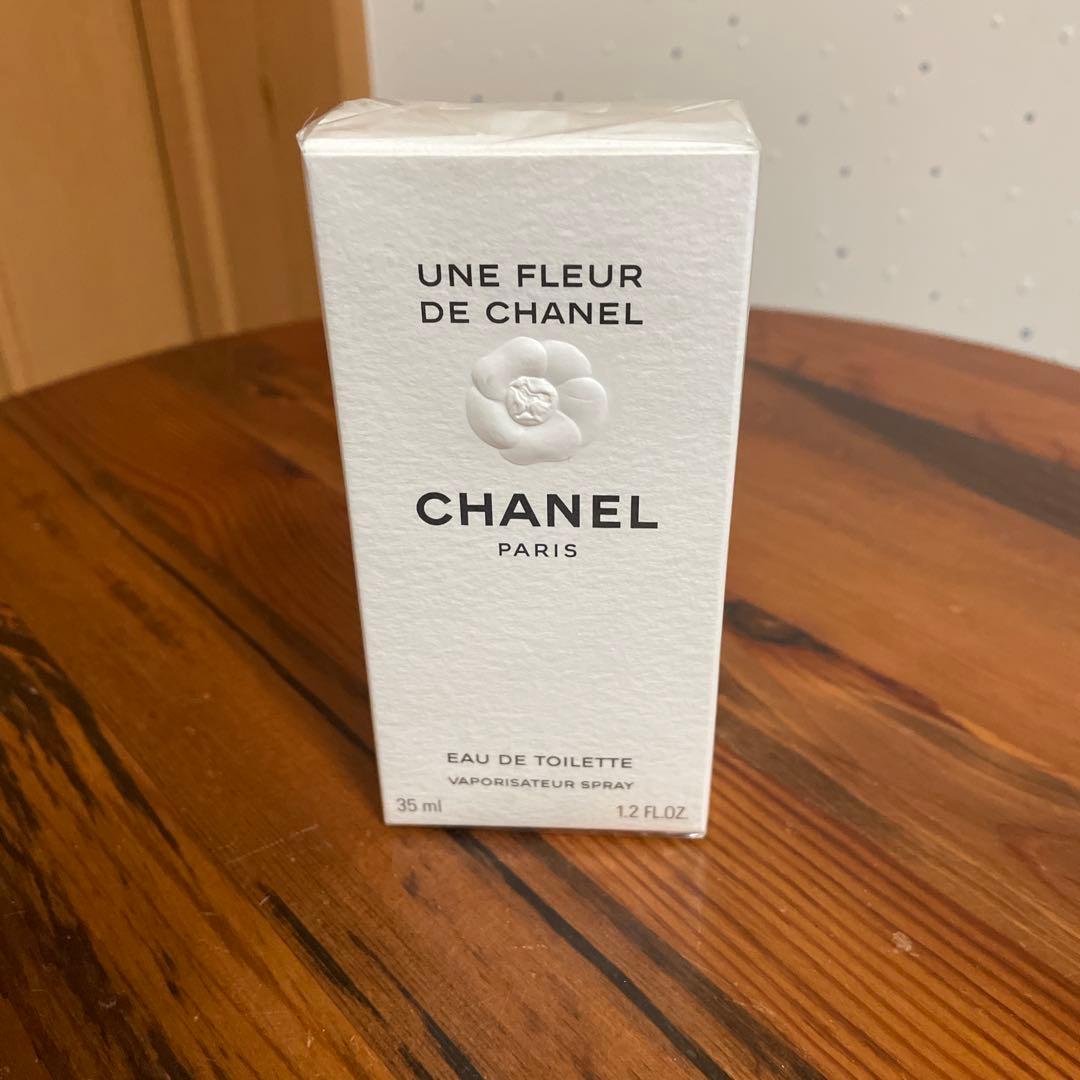 UNE FLEUR
DE CHANEL
CHANEL
PARIS
EAU DE TOILETTE
VAPORISATEUR SPRAY
35 ml
1.2 FL.OZ.